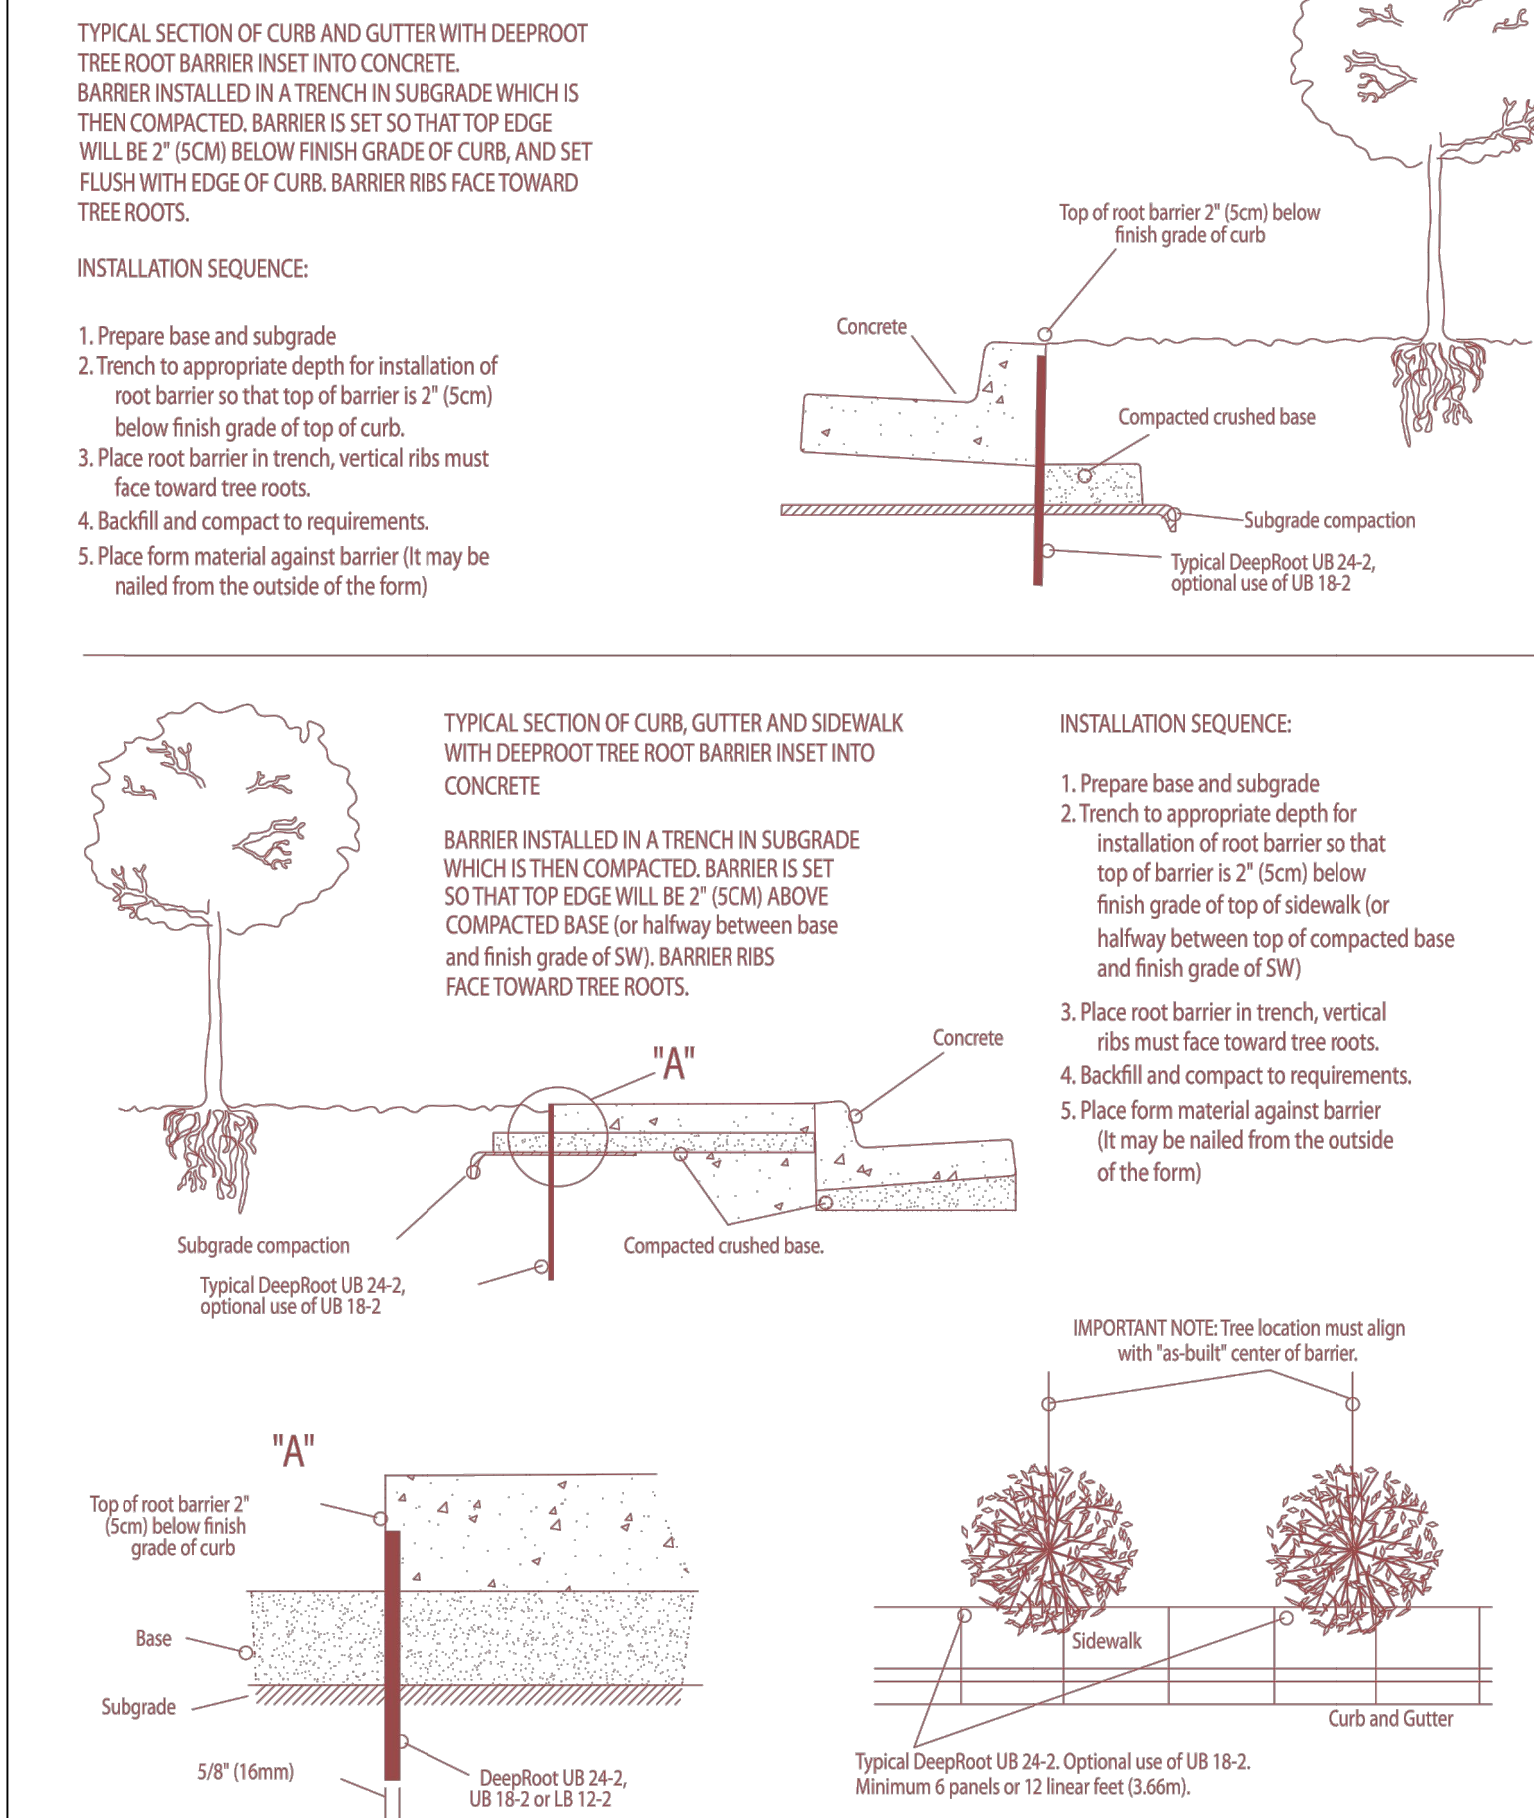 TYPICAL SECTION OF CURB AND GUTTER WITH DEEPROOT
TREE ROOT BARRIER INSET INTO CONCRETE.
BARRIER INSTALLED IN A TRENCH IN SUBGRADE WHICH IS
THEN COMPACTED. BARRIER IS SET SO THAT TOP EDGE
WILL BE 2" (5CM) BELOW FINISH GRADE OF CURB, AND SET
FLUSH WITH EDGE OF CURB. BARRIER RIBS FACE TOWARD
TREE ROOTS.
INSTALLATION SEQUENCE:
1. Prepare base and subgrade
2. Trench to appropriate depth for installation of
root barrier so that top of barrier is 2" (5cm)
below finish grade of top of curb.
3. Place root barrier in trench, vertical ribs must
face toward tree roots.
4. Backfill and compact to requirements.
5. Place form material against barrier (It may be
nailed from the outside of the form)
Top of root barrier 2" (5cm) below
finish grade of curb
Concrete
Compacted crushed base
Subgrade compaction
Typical DeepRoot UB 24-2,
optional use of UB 18-2
TYPICAL SECTION OF CURB, GUTTER AND SIDEWALK
WITH DEEPROOT TREE ROOT BARRIER INSET INTO
CONCRETE
BARRIER INSTALLED IN A TRENCH IN SUBGRADE
WHICH IS THEN COMPACTED. BARRIER IS SET
SO THAT TOP EDGE WILL BE 2" (5CM) ABOVE
COMPACTED BASE (or halfway between base
and finish grade of SW). BARRIER RIBS
FACE TOWARD TREE ROOTS.
INSTALLATION SEQUENCE:
1. Prepare base and subgrade
2. Trench to appropriate depth for
installation of root barrier so that
top of barrier is 2" (5cm) below
finish grade of top of sidewalk (or
halfway between top of compacted base
and finish grade of SW)
3. Place root barrier in trench, vertical
ribs must face toward tree roots.
4. Backfill and compact to requirements.
5. Place form material against barrier
(It may be nailed from the outside
of the form)
"A"
Concrete
Subgrade compaction
Compacted crushed base.
Typical DeepRoot UB 24-2,
optional use of UB 18-2
"A"
Top of root barrier 2"
(5cm) below finish
grade of curb
Base
Subgrade
5/8" (16mm)
DeepRoot UB 24-2,
UB 18-2 or LB 12-2
IMPORTANT NOTE: Tree location must align
with "as-built" center of barrier.
Sidewalk
Curb and Gutter
Typical DeepRoot UB 24-2. Optional use of UB 18-2.
Minimum 6 panels or 12 linear feet (3.66m).